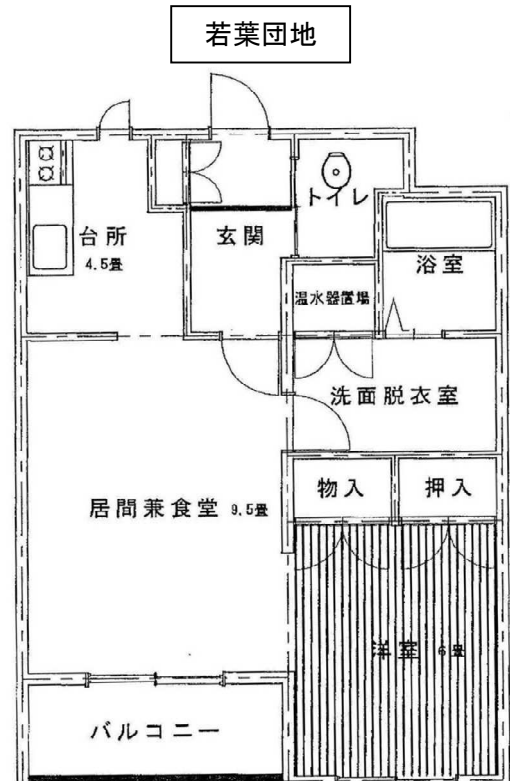 若葉団地
トイレ
台所
4.5畳
玄関
浴室
温水器置場
洗面脱衣室
物入
押入
居間兼食堂 9.5畳
洋室 6畳
バルコニー